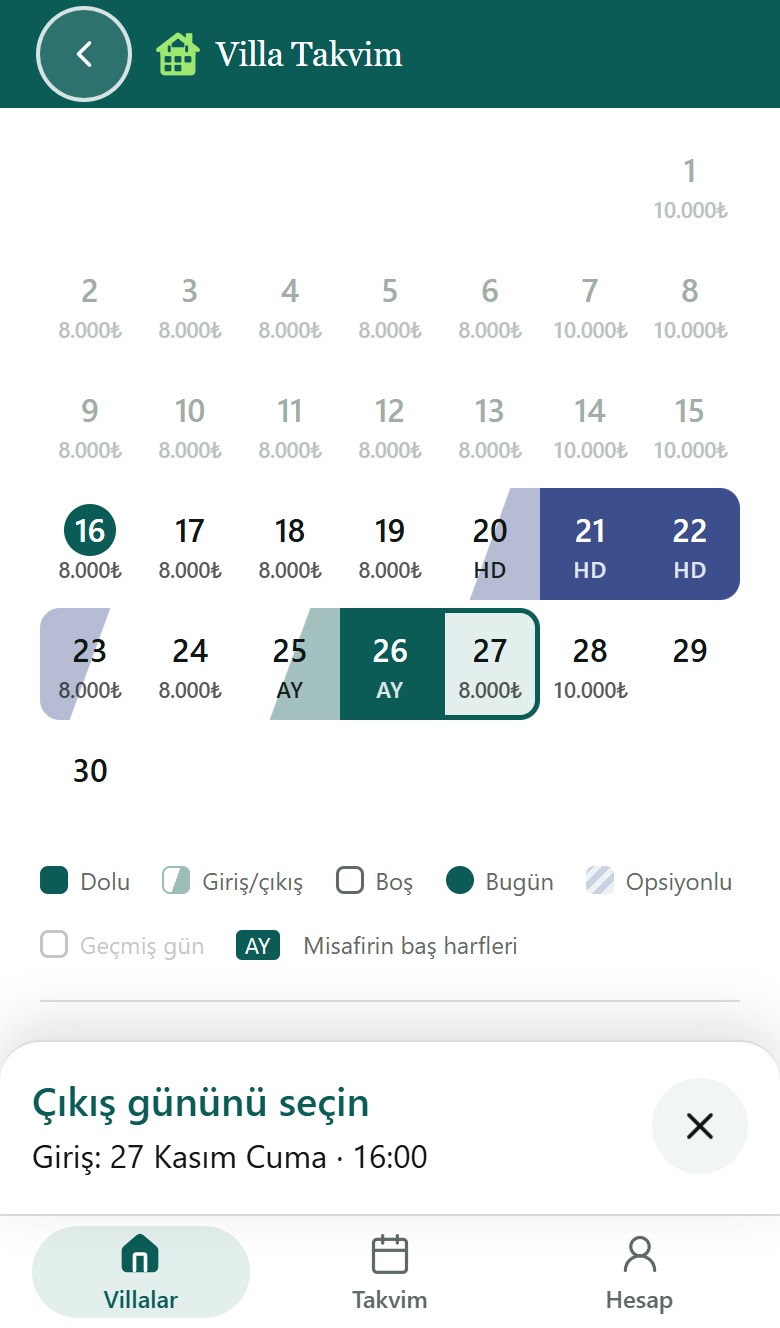 Villa Takvim
1
10.000₺
2 3 4 5 6 7 8
8.000₺ 8.000₺ 8.000₺ 8.000₺ 8.000₺ 10.000₺ 10.000₺
9 10 11 12 13 14 15
8.000₺ 8.000₺ 8.000₺ 8.000₺ 8.000₺ 10.000₺ 10.000₺
16 17 18 19 20 21 22
8.000₺ 8.000₺ 8.000₺ 8.000₺ HD HD HD
23 24 25 26 27 28 29
8.000₺ 8.000₺ AY AY 8.000₺ 10.000₺
30
Dolu Giriş/çıkış Boş Bugün Opsiyonlu
Geçmiş gün AY Misafirin baş harfleri
Çıkış gününü seçin
Giriş: 27 Kasım Cuma · 16:00
Villalar Takvim Hesap